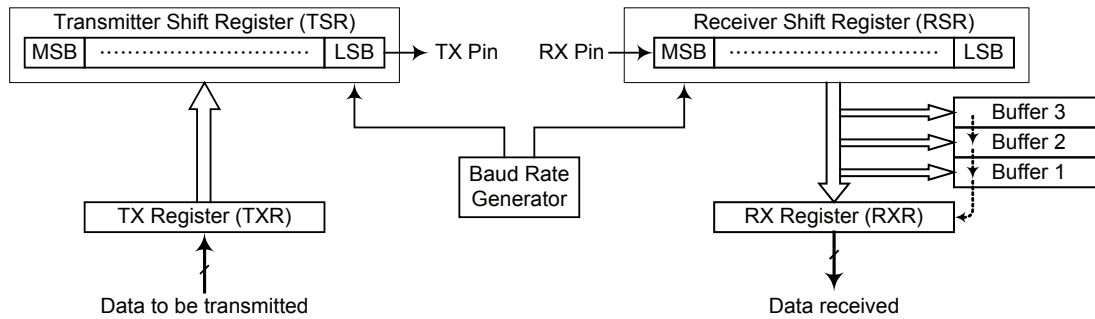 Transmitter Shift Register (TSR)
MSB LSB
TX Pin
Receiver Shift Register (RSR)
RX Pin
MSB LSB
Buffer 3
Buffer 2
Buffer 1
Baud Rate
Generator
TX Register (TXR)
RX Register (RXR)
Data to be transmitted
Data received